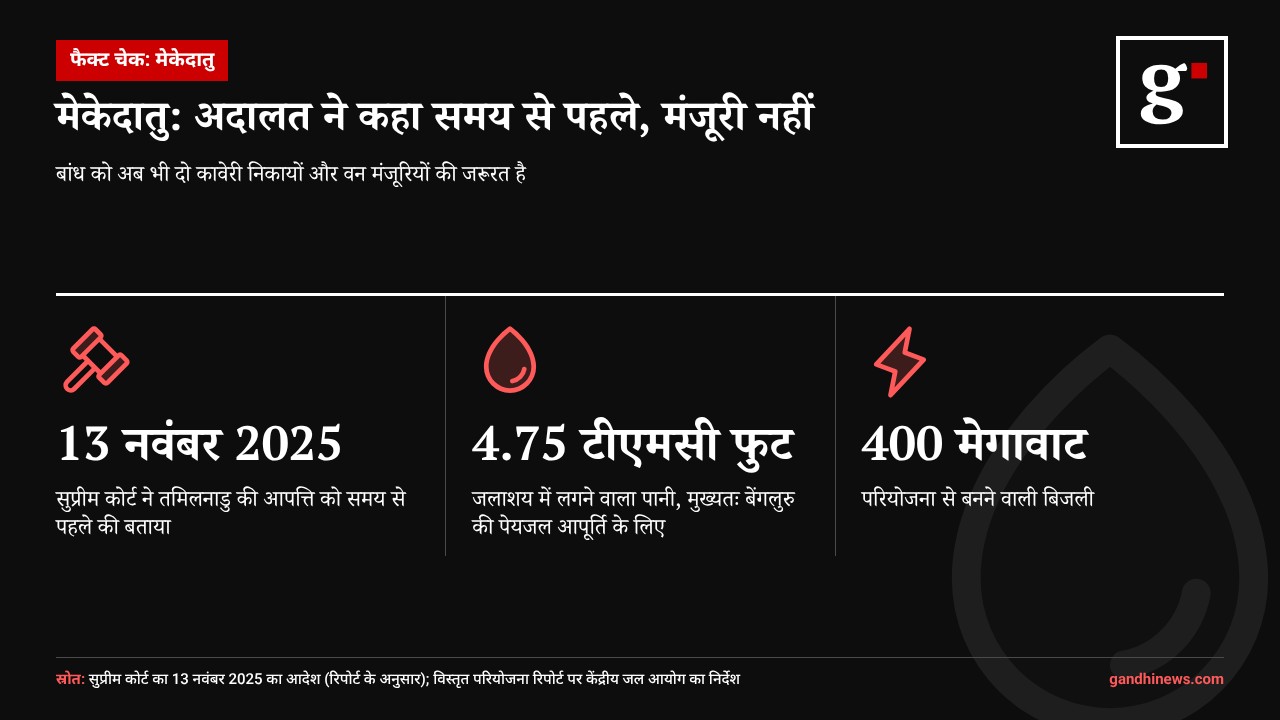 फैक्ट चेक: मेकेदातु
g
मेकेदातु: अदालत ने कहा समय से पहले, मंजूरी नहीं
बांध को अब भी दो कावेरी निकायों और वन मंजूरियों की जरूरत है
13 नवंबर 2025
सुप्रीम कोर्ट ने तमिलनाडु की आपत्ति को समय से
पहले की बताया
4.75 टीएमसी फुट
जलाशय में लगने वाला पानी, मुख्यतः बेंगलुरु
की पेयजल आपूर्ति के लिए
400 मेगावाट
परियोजना से बनने वाली बिजली
स्रोत: सुप्रीम कोर्ट का 13 नवंबर 2025 का आदेश (रिपोर्ट के अनुसार); विस्तृत परियोजना रिपोर्ट पर केंद्रीय जल आयोग का निर्देश
gandhinews.com